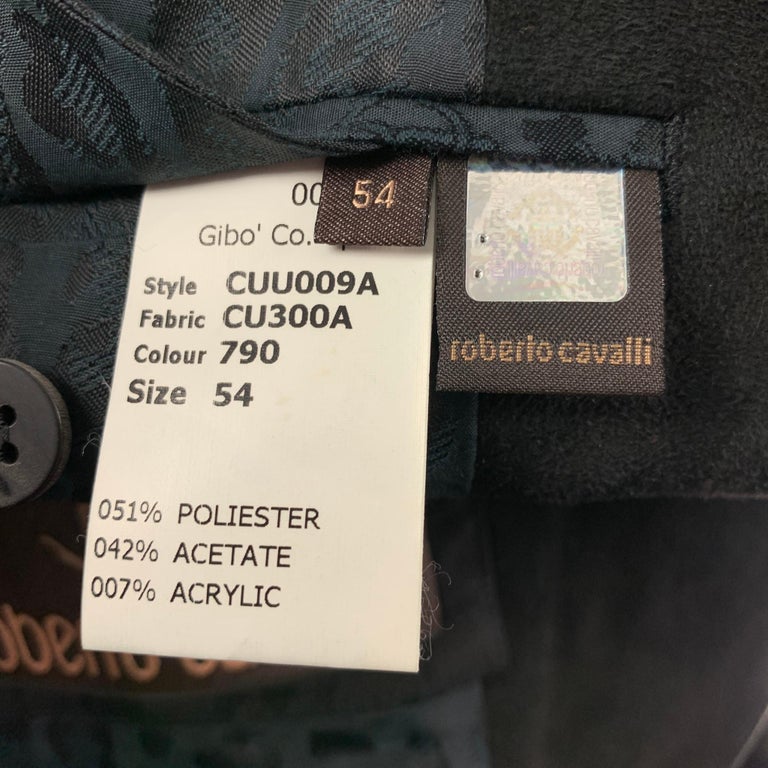 00
54
Gibo' Co.
Style CUU009A
Fabric CU300A
Colour 790
Size 54
051% POLIESTER
042% ACETATE
007% ACRYLIC
roberto cavalli